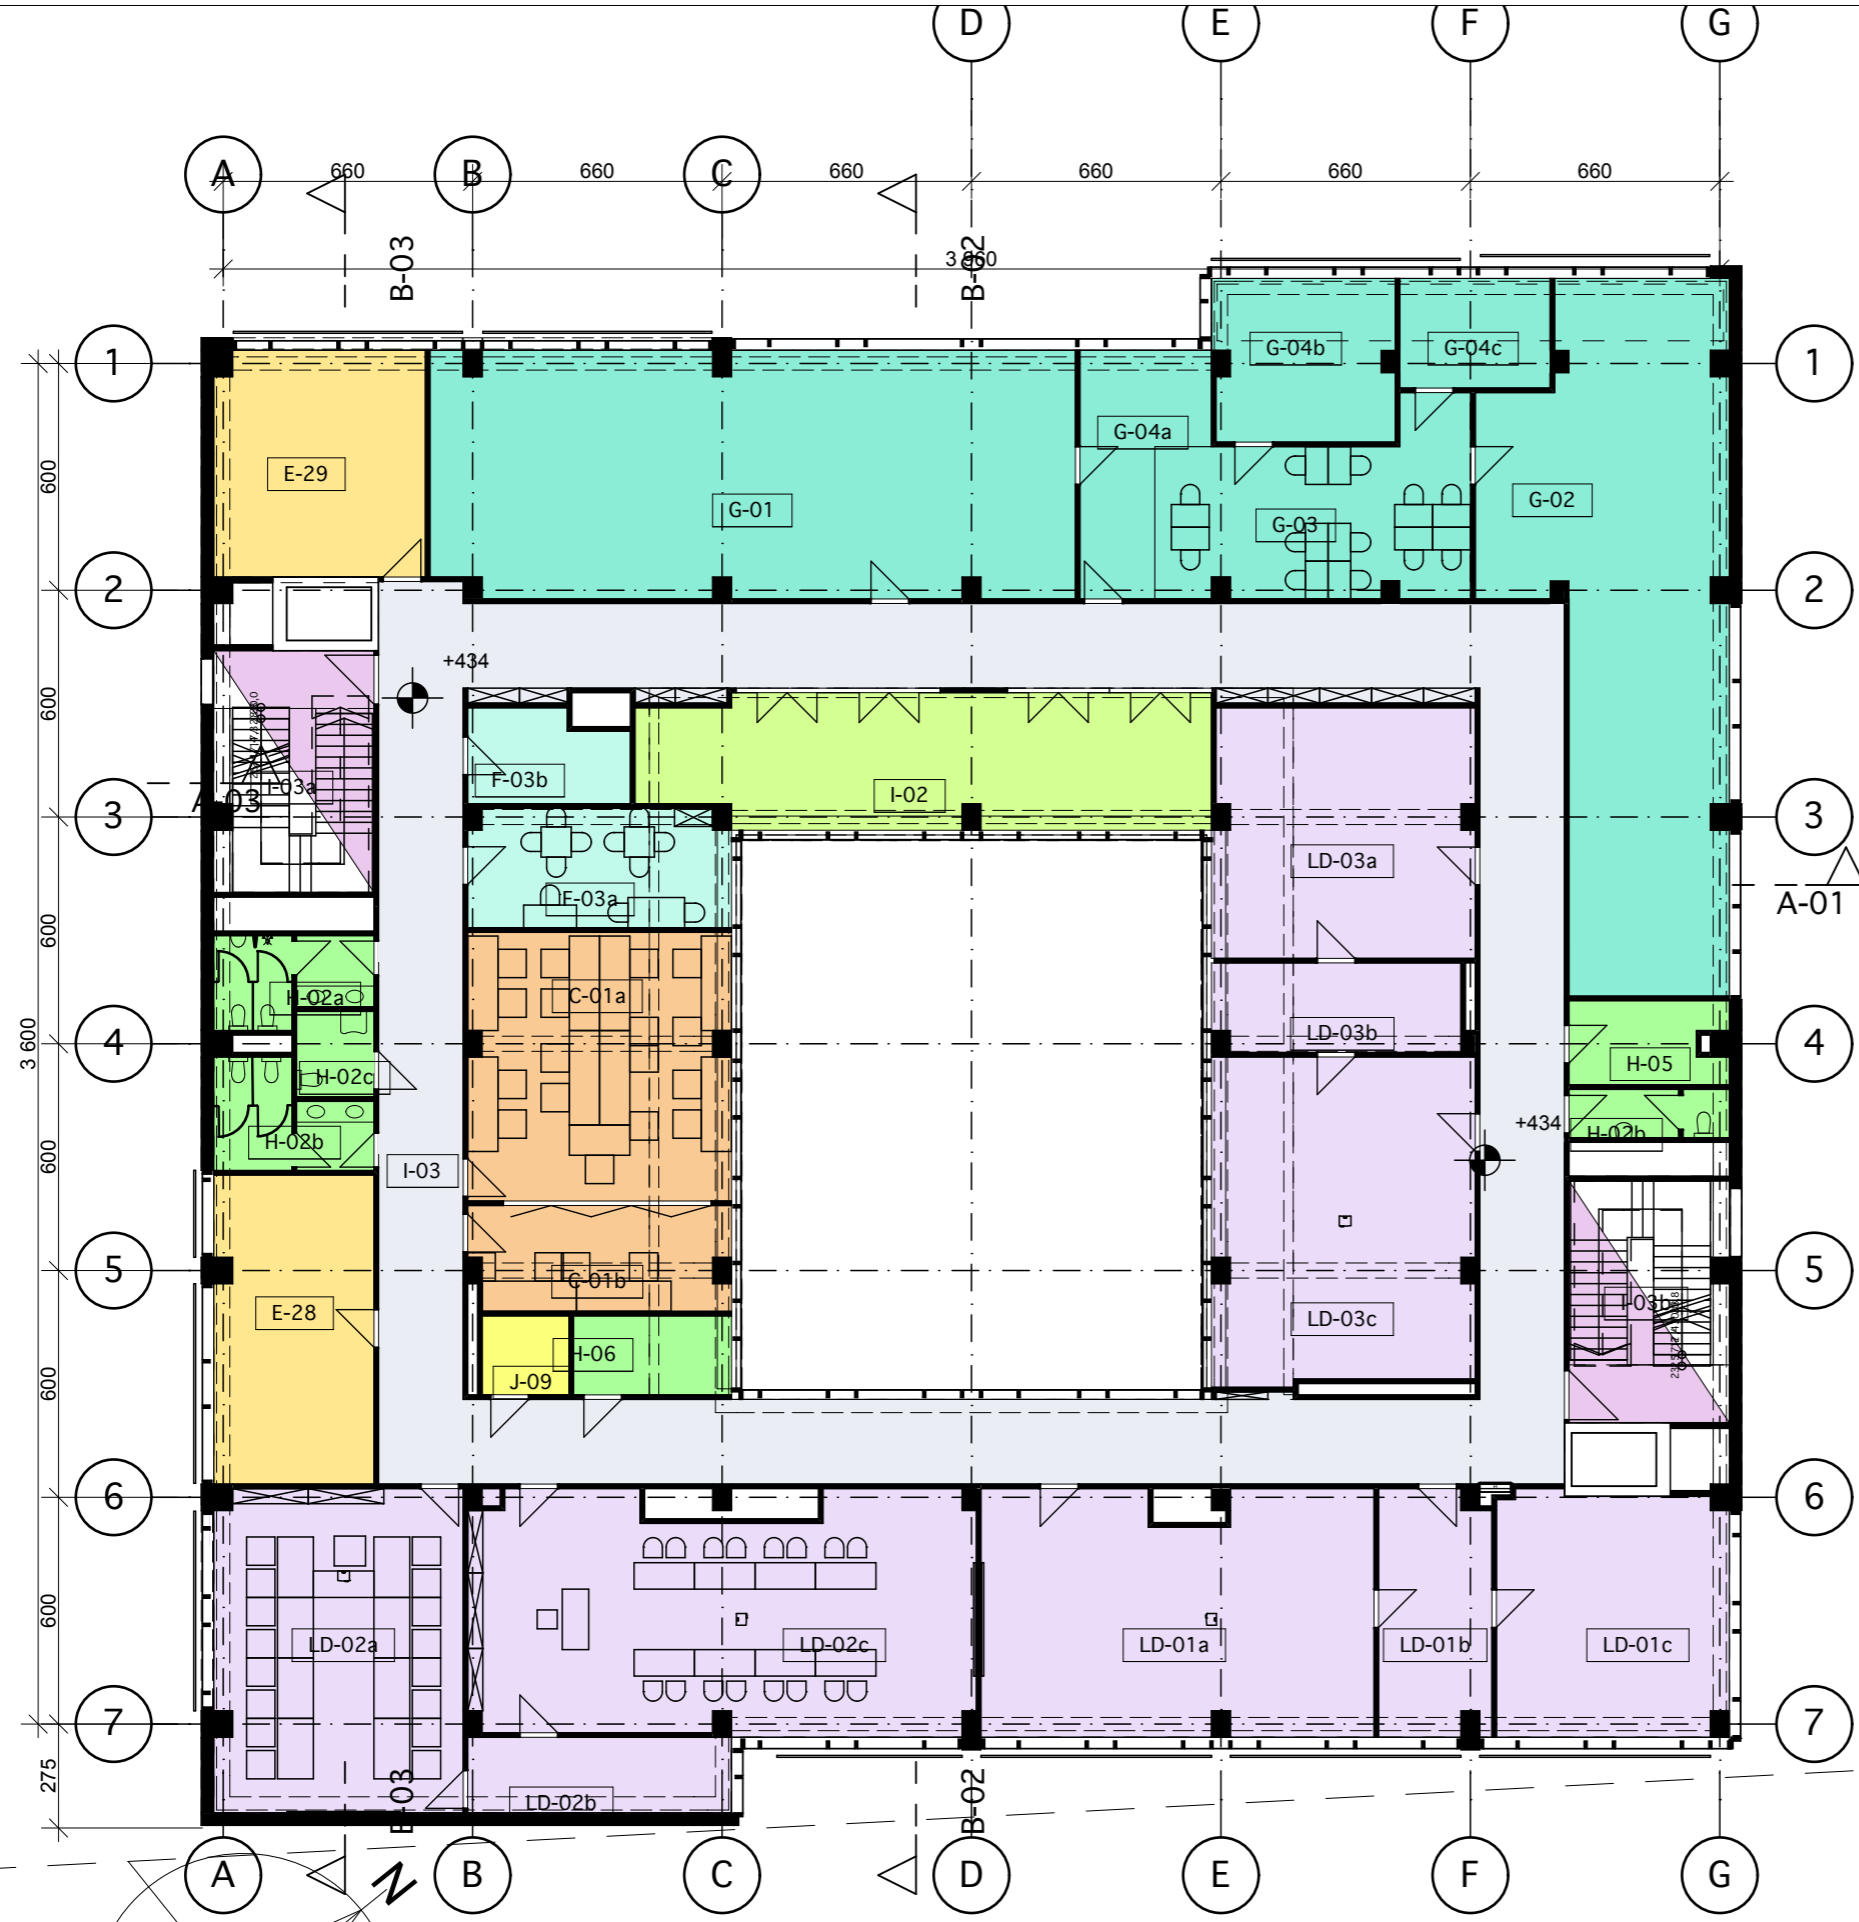 D E F G
A B C
660 660 660 660 660 660
B-03 B-02
3 960
1 1
G-04b G-04c
G-04a
E-29
600
G-01
G-02
G-03
2 2
+434
600
F-03b
I-03a
I-02
A-03
3 3
LD-03a
F-03a
A-01
600
C-01a
H-02a
LD-03b
3 600
4 4
H-05
H-02c
+434
H-02b
H-02b
600
I-03
5 5
C-01b
I-03b
E-28
LD-03c
H-06
J-09
600
6 6
600
LD-02a LD-02c LD-01a LD-01b LD-01c
7 7
275
LD-02b
B-03 B-02
A B C D E F G
N